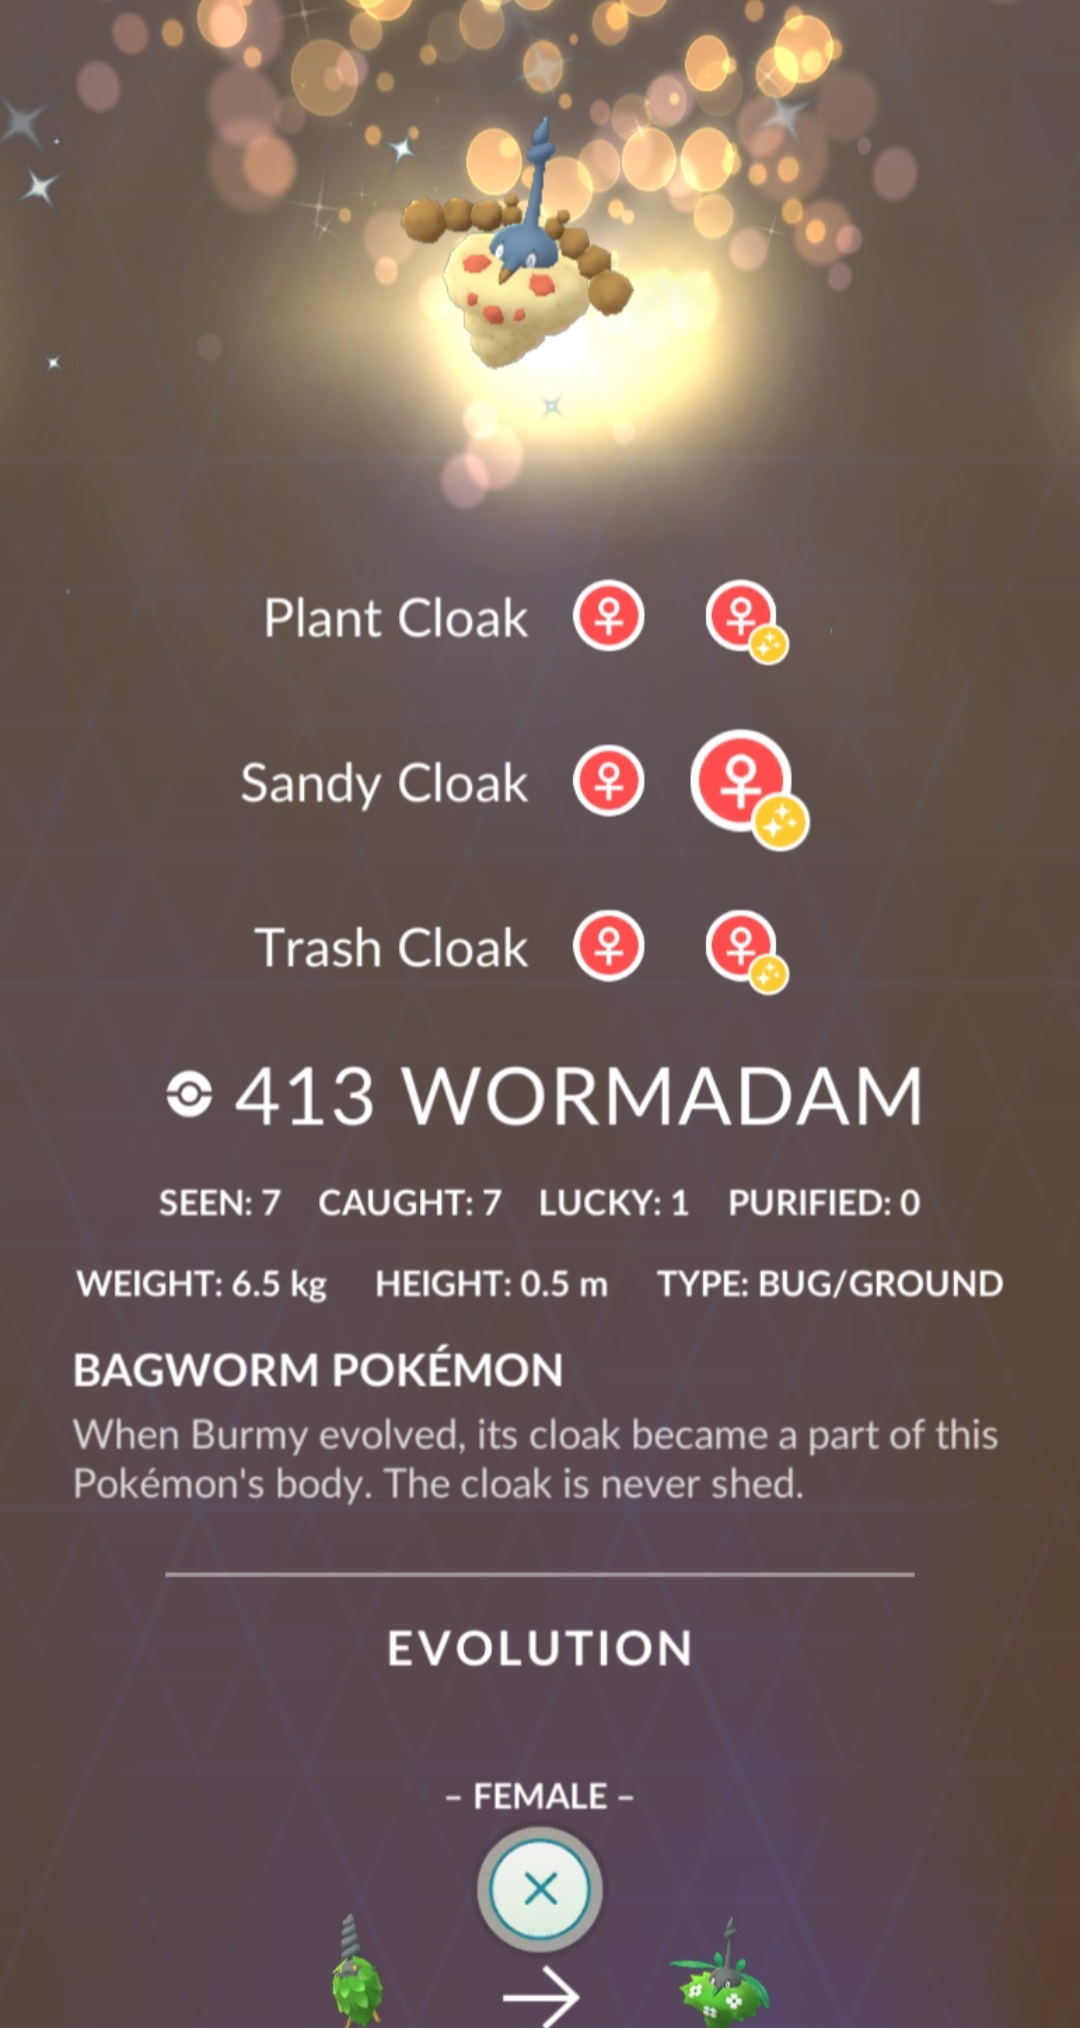 Plant Cloak
Sandy Cloak
Trash Cloak
413 WORMADAM
SEEN: 7 CAUGHT: 7 LUCKY: 1 PURIFIED: 0
WEIGHT: 6.5 kg HEIGHT: 0.5 m TYPE: BUG/GROUND
BAGWORM POKÉMON
When Burmy evolved, its cloak became a part of this
Pokémon's body. The cloak is never shed.
EVOLUTION
– FEMALE –